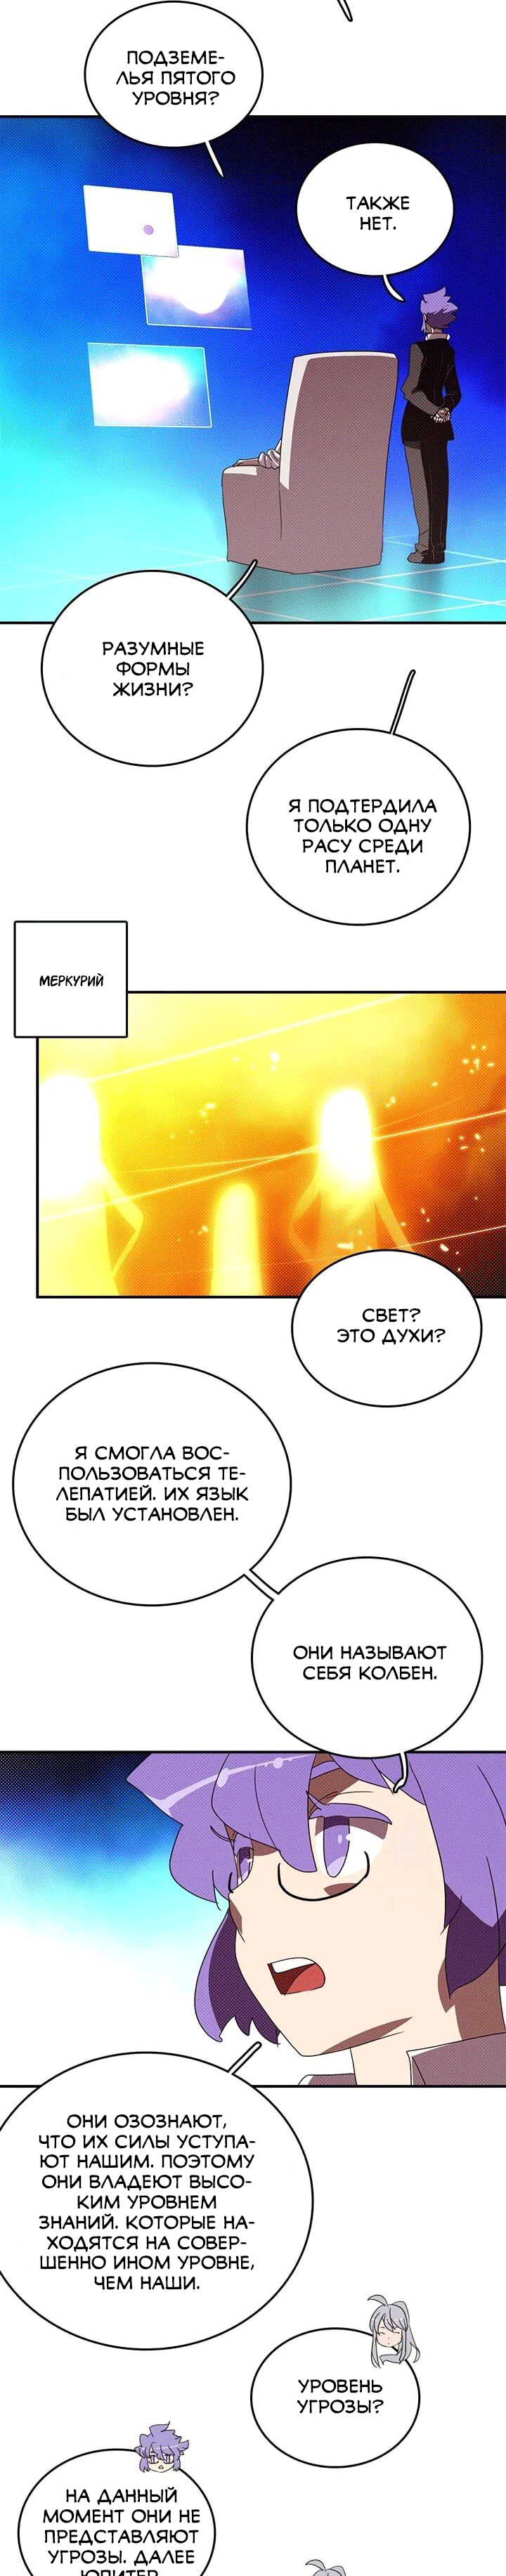 ПОДЗЕМЕ-
ЛЬЯ ПЯТОГО
УРОВНЯ?
ТАКЖЕ
НЕТ.
РАЗУМНЫЕ
ФОРМЫ
ЖИЗНИ?
Я ПОДТЕРДИЛА
ТОЛЬКО ОДНУ
РАСУ СРЕДИ
ПЛАНЕТ.
МЕРКУРИЙ
СВЕТ?
ЭТО ДУХИ?
Я СМОГЛА ВОС-
ПОЛЬЗОВАТЬСЯ ТЕ-
ЛЕПАТИЕЙ. ИХ ЯЗЫК
БЫЛ УСТАНОВЛЕН.
ОНИ НАЗЫВАЮТ
СЕБЯ КОЛБЕН.
ОНИ ОЗОЗНАЮТ,
ЧТО ИХ СИЛЫ УСТУПА-
ЮТ НАШИМ. ПОЭТОМУ
ОНИ ВЛАДЕЮТ ВЫСО-
КИМ УРОВНЕМ
ЗНАНИЙ. КОТОРЫЕ НА-
ХОДЯТСЯ НА СОВЕР-
ШЕННО ИНОМ УРОВНЕ,
ЧЕМ НАШИ.
УРОВЕНЬ
УГРОЗЫ?
НА ДАННЫЙ
МОМЕНТ ОНИ НЕ
ПРЕДСТАВЛЯЮТ
УГРОЗЫ. ДАЛЕЕ
ЮПИТЕР